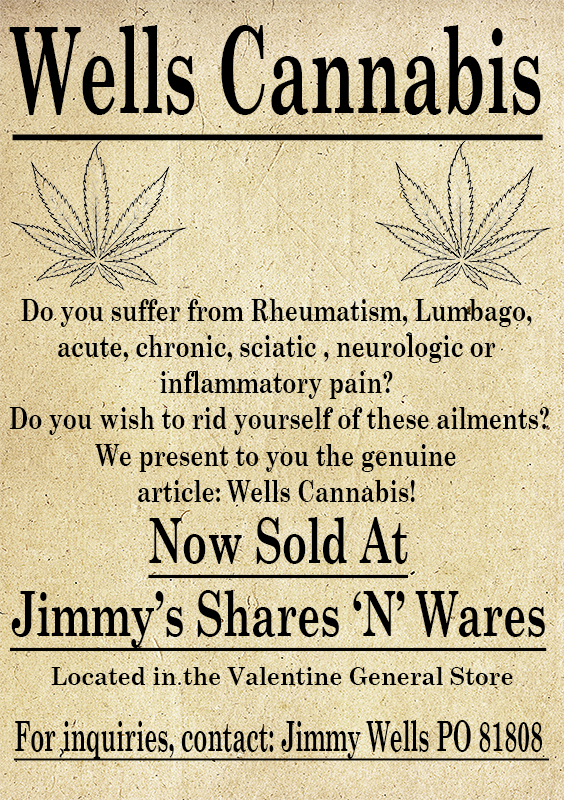 Wells Cannabis
Do you suffer from Rheumatism, Lumbago,
acute, chronic, sciatic , neurologic or
inflammatory pain?
Do you wish to rid yourself of these ailments?
We present to you the genuine
article: Wells Cannabis!
Now Sold At
Jimmy's Shares ‘N’ Wares
Located in the Valentine General Store
For inquiries, contact: Jimmy Wells PO 81808